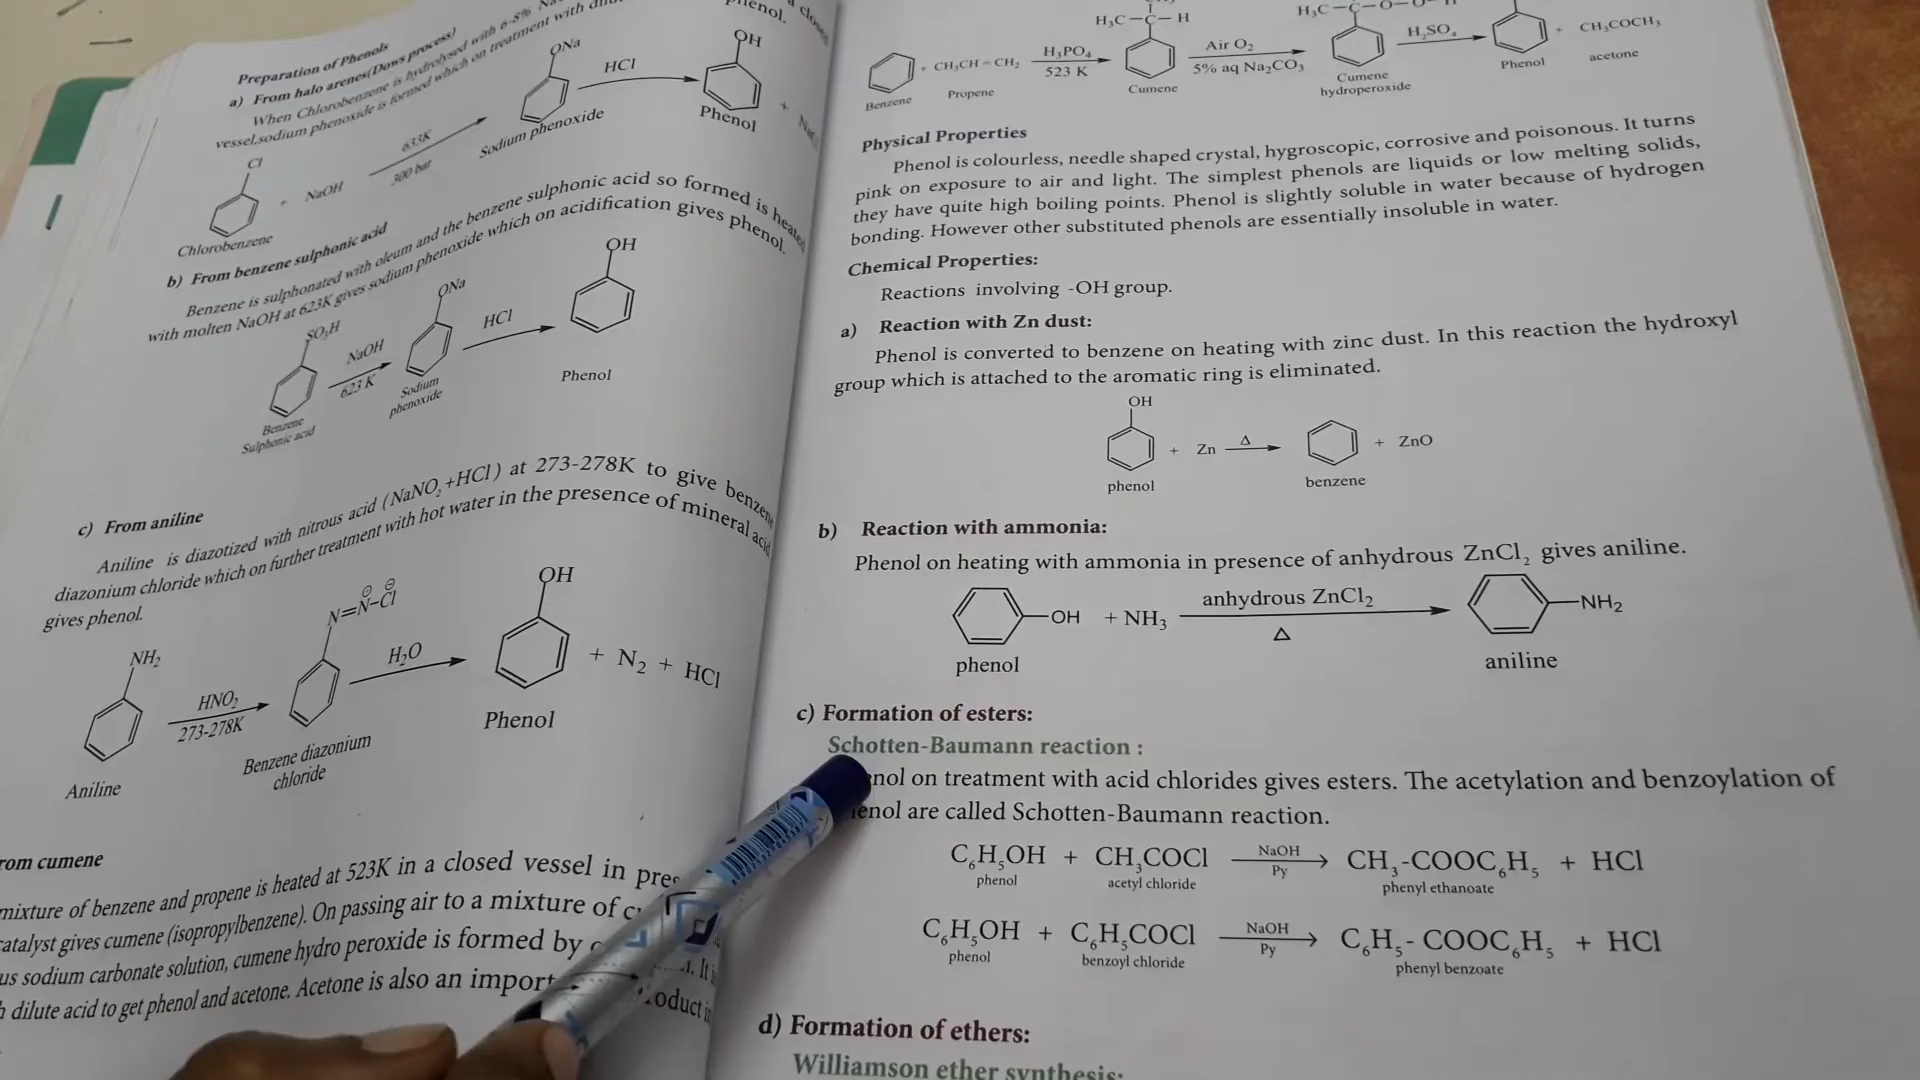 Preparation of Phenols
a) From halo arenes(Dows process)
When Chlorobenzene is hydrolysed with 6-8%
vessel,sodium phenoxide is formed which on treatment with
Cl
+ NaOH
633K
300 bar
ONa
HCl
OH
+
Chlorobenzene
Sodium phenoxide
Phenol
b) From benzene sulphonic acid
Benzene is sulphonated with oleum and the benzene sulphonic acid so formed is heated
with molten NaOH at 623K gives sodium phenoxide which on acidification gives phenol.
SO3H
NaOH
623 K
ONa
HCl
OH
Benzene
Sulphonic acid
Sodium
phenoxide
Phenol
c) From aniline
Aniline is diazotized with nitrous acid (NaNO2+HCl) at 273-278K to give benzene
diazonium chloride which on further treatment with hot water in the presence of mineral acid
gives phenol.
NH2
HNO2
273-278K
N=N-Cl
H2O
OH
+ N2 + HCl
Aniline
Benzene diazonium
chloride
Phenol
rom cumene
mixture of benzene and propene is heated at 523K in a closed vessel in
catalyst gives cumene (isopropylbenzene). On passing air to a mixture of
us sodium carbonate solution, cumene hydro peroxide is formed by
dilute acid to get phenol and acetone. Acetone is also an
+ CH3CH = CH2
H3PO4
523 K
H3C – C – H
Air O2
5% aq Na2CO3
H3C – C – O – O – H
H2SO4
+ CH3COCH3
Benzene
Propene
Cumene
Cumene
hydroperoxide
Phenol
acetone
Physical Properties
Phenol is colourless, needle shaped crystal, hygroscopic, corrosive and poisonous. It turns
pink on exposure to air and light. The simplest phenols are liquids or low melting solids,
they have quite high boiling points. Phenol is slightly soluble in water because of hydrogen
bonding. However other substituted phenols are essentially insoluble in water.
Chemical Properties:
Reactions involving -OH group.
a) Reaction with Zn dust:
Phenol is converted to benzene on heating with zinc dust. In this reaction the hydroxyl
group which is attached to the aromatic ring is eliminated.
OH
+ Zn Δ + ZnO
phenol
benzene
b) Reaction with ammonia:
Phenol on heating with ammonia in presence of anhydrous ZnCl2 gives aniline.
OH + NH3
anhydrous ZnCl2
Δ
NH2
phenol
aniline
c) Formation of esters:
Schotten-Baumann reaction :
enol on treatment with acid chlorides gives esters. The acetylation and benzoylation of
enol are called Schotten-Baumann reaction.
C6H5OH + CH3COCl NaOH Py CH3-COOC6H5 + HCl
phenol acetyl chloride phenyl ethanoate
C6H5OH + C6H5COCl NaOH Py C6H5- COOC6H5 + HCl
phenol benzoyl chloride phenyl benzoate
d) Formation of ethers:
Williamson ether synthesis: